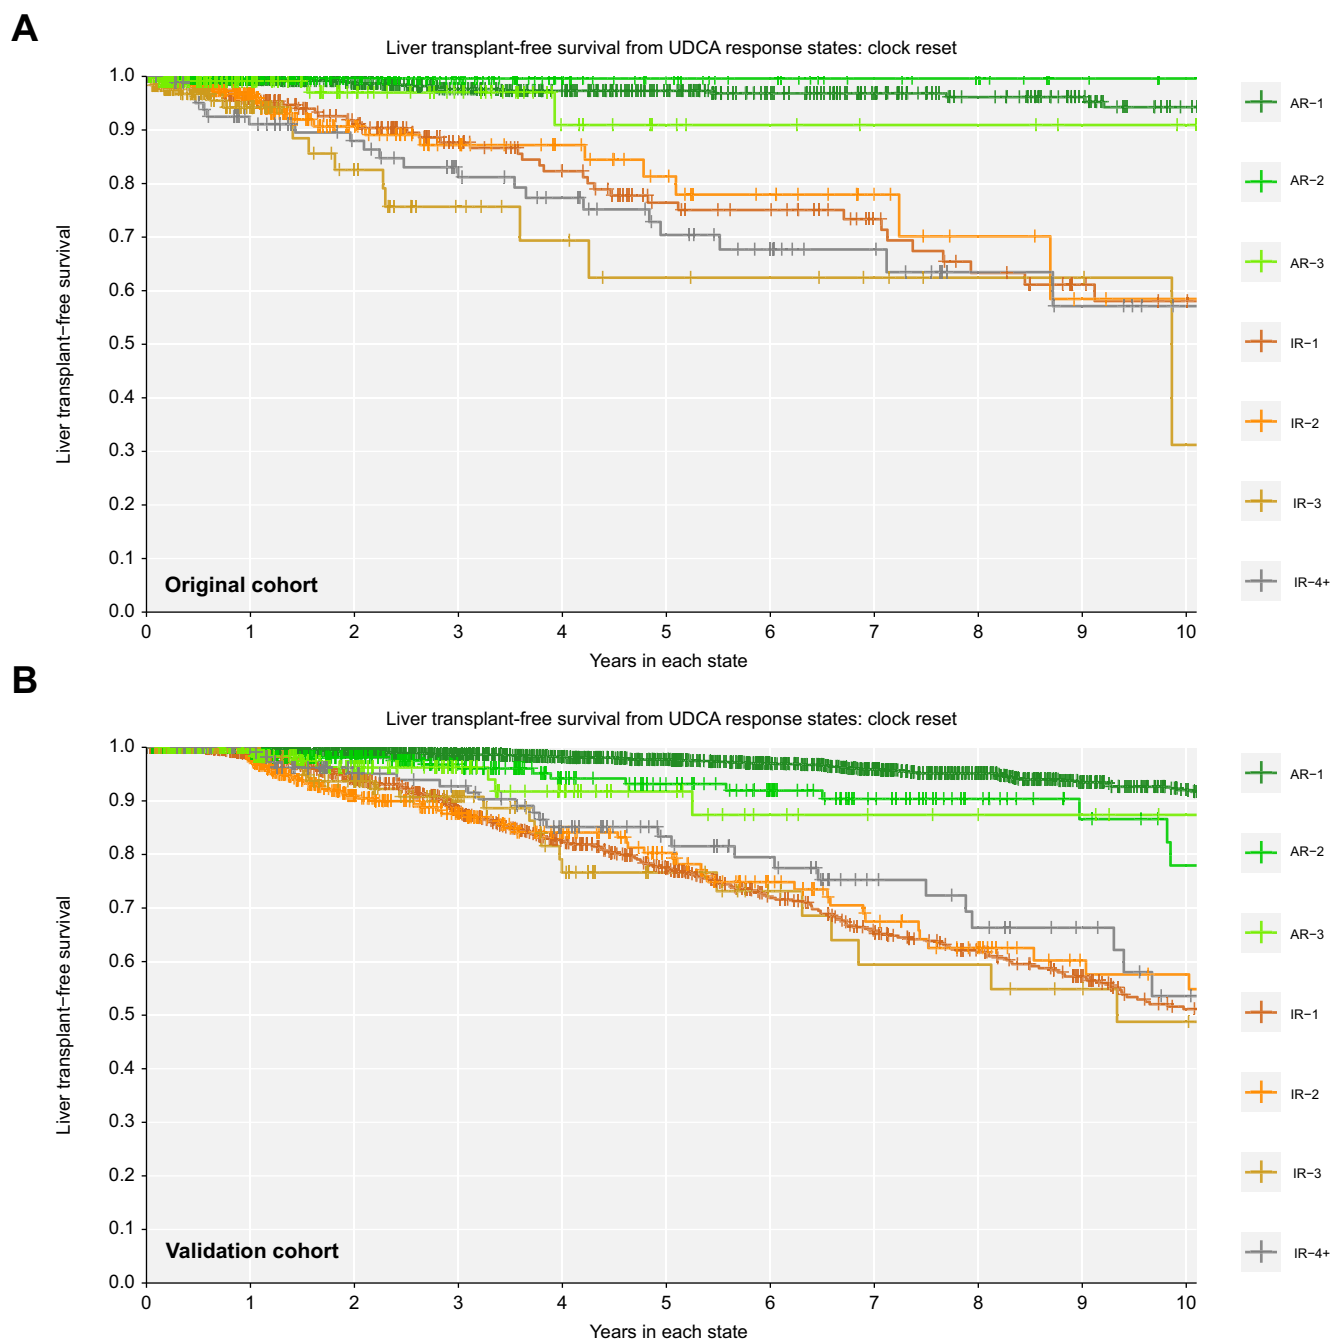 A
Liver transplant-free survival from UDCA response states: clock reset
Liver transplant−free survival
1.0
0.9
0.8
0.7
0.6
0.5
0.4
0.3
0.2
0.1
0.0
Original cohort
0 1 2 3 4 5 6 7 8 9 10
Years in each state
AR−1
AR−2
AR−3
IR−1
IR−2
IR−3
IR−4+
B
Liver transplant-free survival from UDCA response states: clock reset
Liver transplant−free survival
1.0
0.9
0.8
0.7
0.6
0.5
0.4
0.3
0.2
0.1
0.0
Validation cohort
0 1 2 3 4 5 6 7 8 9 10
Years in each state
AR−1
AR−2
AR−3
IR−1
IR−2
IR−3
IR−4+